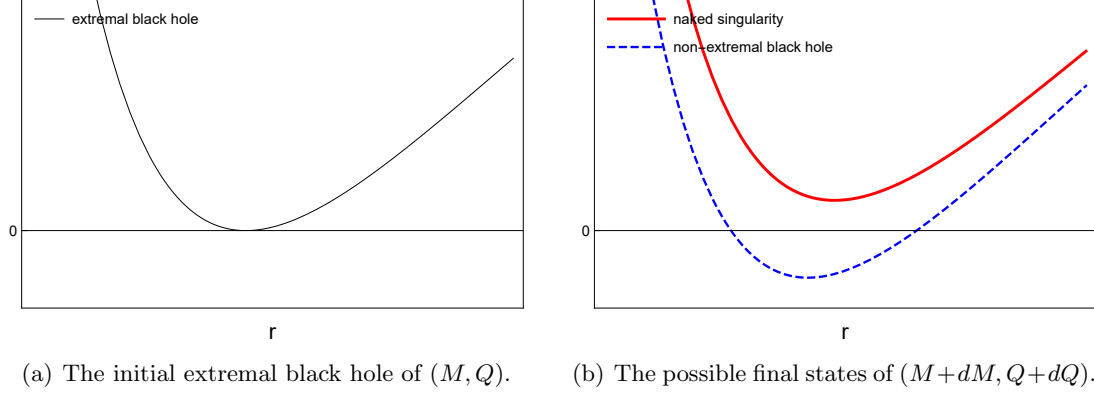 extremal black hole
0
r
(a) The initial extremal black hole of (M, Q).
naked singularity
non-extremal black hole
0
r
(b) The possible final states of (M+dM, Q+dQ).